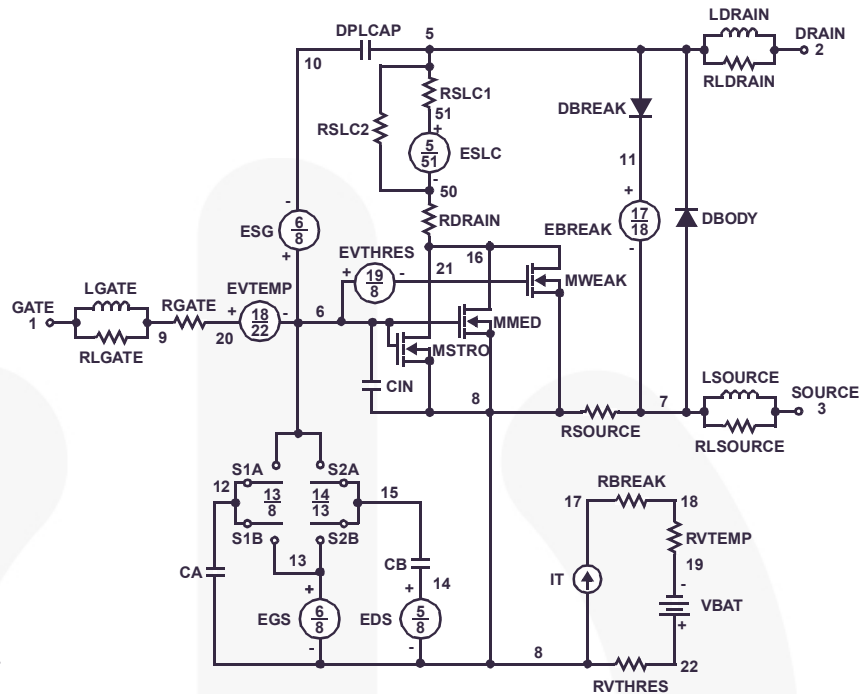 LDRAIN
DPLCAP
5
DRAIN
2
10
RLDRAIN
RSLC1
DBREAK
51
+
RSLC2
5
51
ESLC
11
-
50
-
+
ESG
6
8
RDRAIN
EBREAK
17
18
DBODY
+
EVTHRES
16
-
+
19
8
-
21
MWEAK
LGATE
EVTEMP
GATE
1
RGATE
+
18
22
-
6
MMED
9
20
MSTRO
RLGATE
LSOURCE
CIN
8
7
SOURCE
3
RSOURCE
RLSOURCE
S1A
S2A
12
13
8
14
13
15
RBREAK
17
18
S1B
S2B
RVTEMP
13
CB
CA
14
IT
19
-
+
+
VBAT
EGS
6
8
EDS
5
8
+
-
-
8
22
RVTHRES